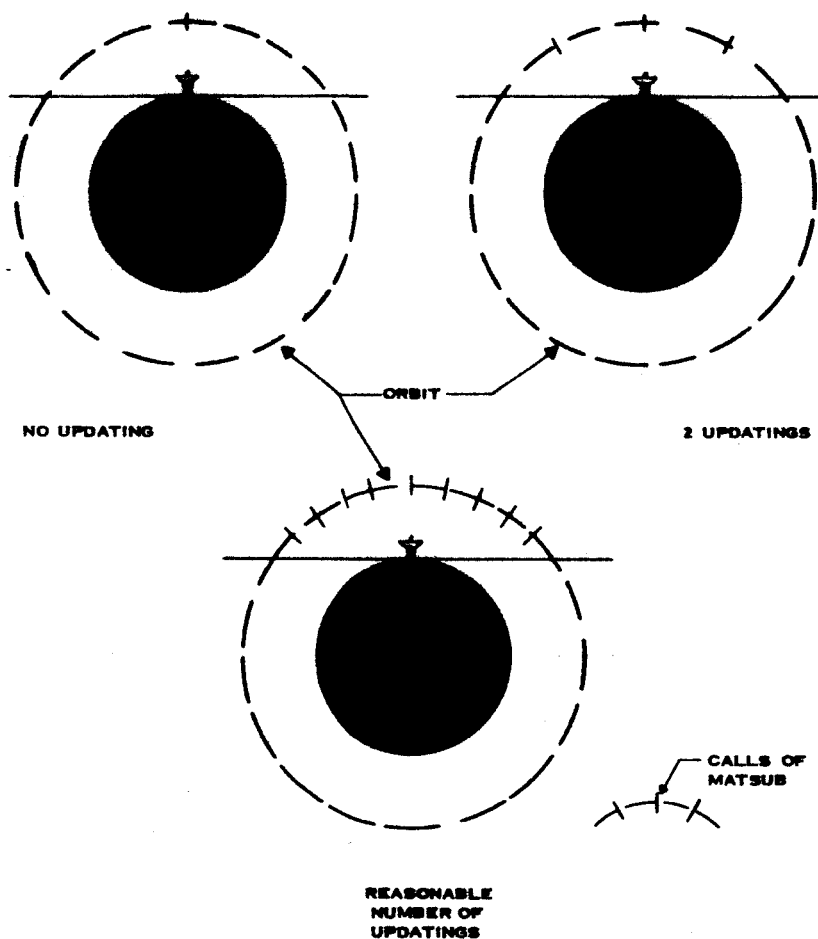 ORBIT
NO UPDATING
2 UPDATINGS
CALLS OF
MATSUB
REASONABLE
NUMBER OF
UPDATINGS